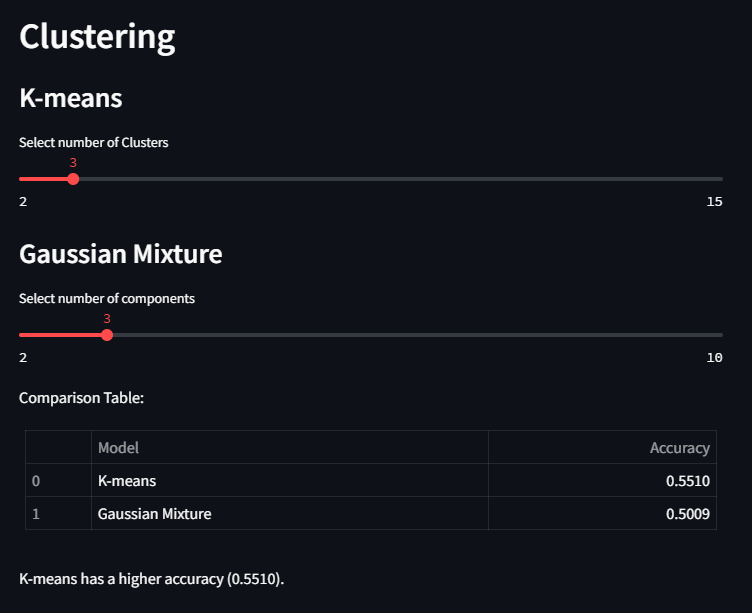 Clustering
K-means
Select number of Clusters
3
2 15
Gaussian Mixture
Select number of components
3
2 10
Comparison Table:
Model Accuracy
0 K-means 0.5510
1 Gaussian Mixture 0.5009
K-means has a higher accuracy (0.5510).